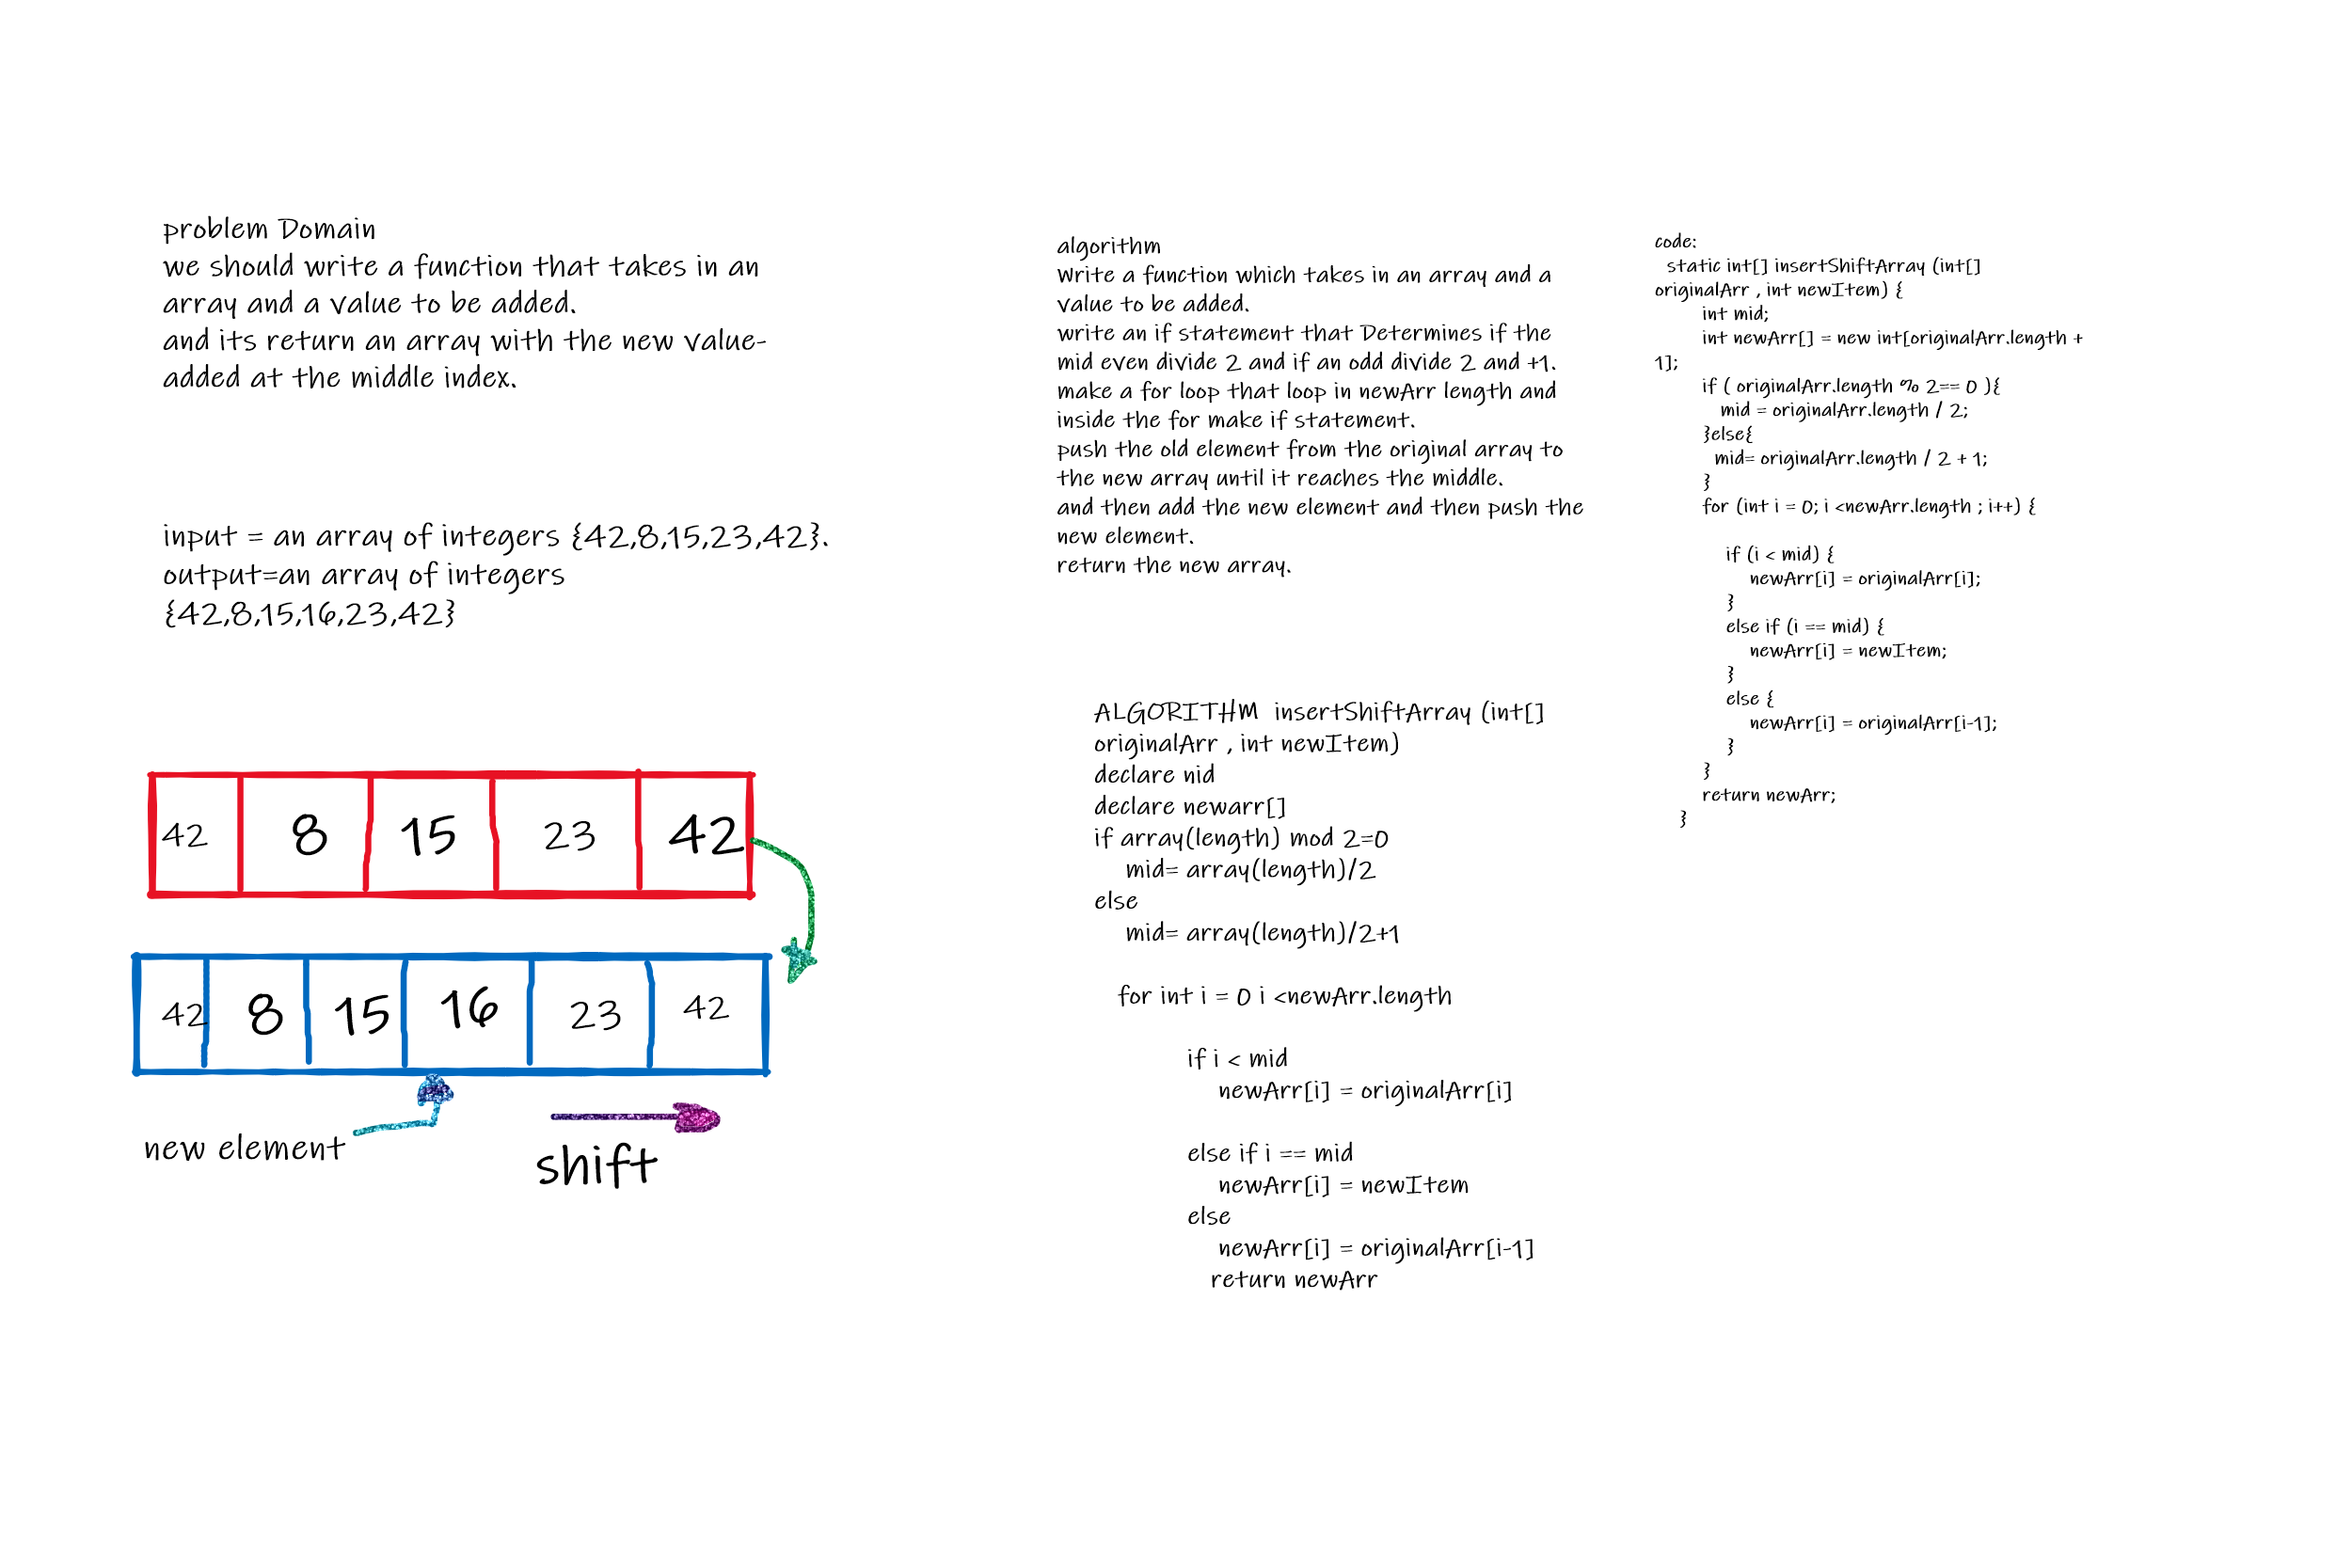 problem Domain
we should write a function that takes in an
array and a value to be added.
and its return an array with the new value-
added at the middle index.
input = an array of integers {42,8,15,23,42}.
output=an array of integers
{42,8,15,16,23,42}
42 8 15 23 42
42 8 15 16 23 42
new element
shift
algorithm
Write a function which takes in an array and a
value to be added.
write an if statement that Determines if the
mid even divide 2 and if an odd divide 2 and +1.
make a for loop that loop in newArr length and
inside the for make if statement.
push the old element from the original array to
the new array until it reaches the middle.
and then add the new element and then push the
new element.
return the new array.
ALGORITHM  insertShiftArray (int[]
originalArr , int newItem)
declare nid
declare newarr[]
if array(length) mod 2=0
mid= array(length)/2
else
mid= array(length)/2+1
for int i = 0 i <newArr.length
if i < mid
newArr[i] = originalArr[i]
else if i == mid
newArr[i] = newItem
else
newArr[i] = originalArr[i-1]
return newArr
code:
static int[] insertShiftArray (int[]
originalArr , int newItem) {
int mid;
int newArr[] = new int[originalArr.length +
1];
if ( originalArr.length % 2== 0 ){
mid = originalArr.length / 2;
}else{
mid= originalArr.length / 2 + 1;
}
for (int i = 0; i <newArr.length ; i++) {
if (i < mid) {
newArr[i] = originalArr[i];
}
else if (i == mid) {
newArr[i] = newItem;
}
else {
newArr[i] = originalArr[i-1];
}
}
return newArr;
}